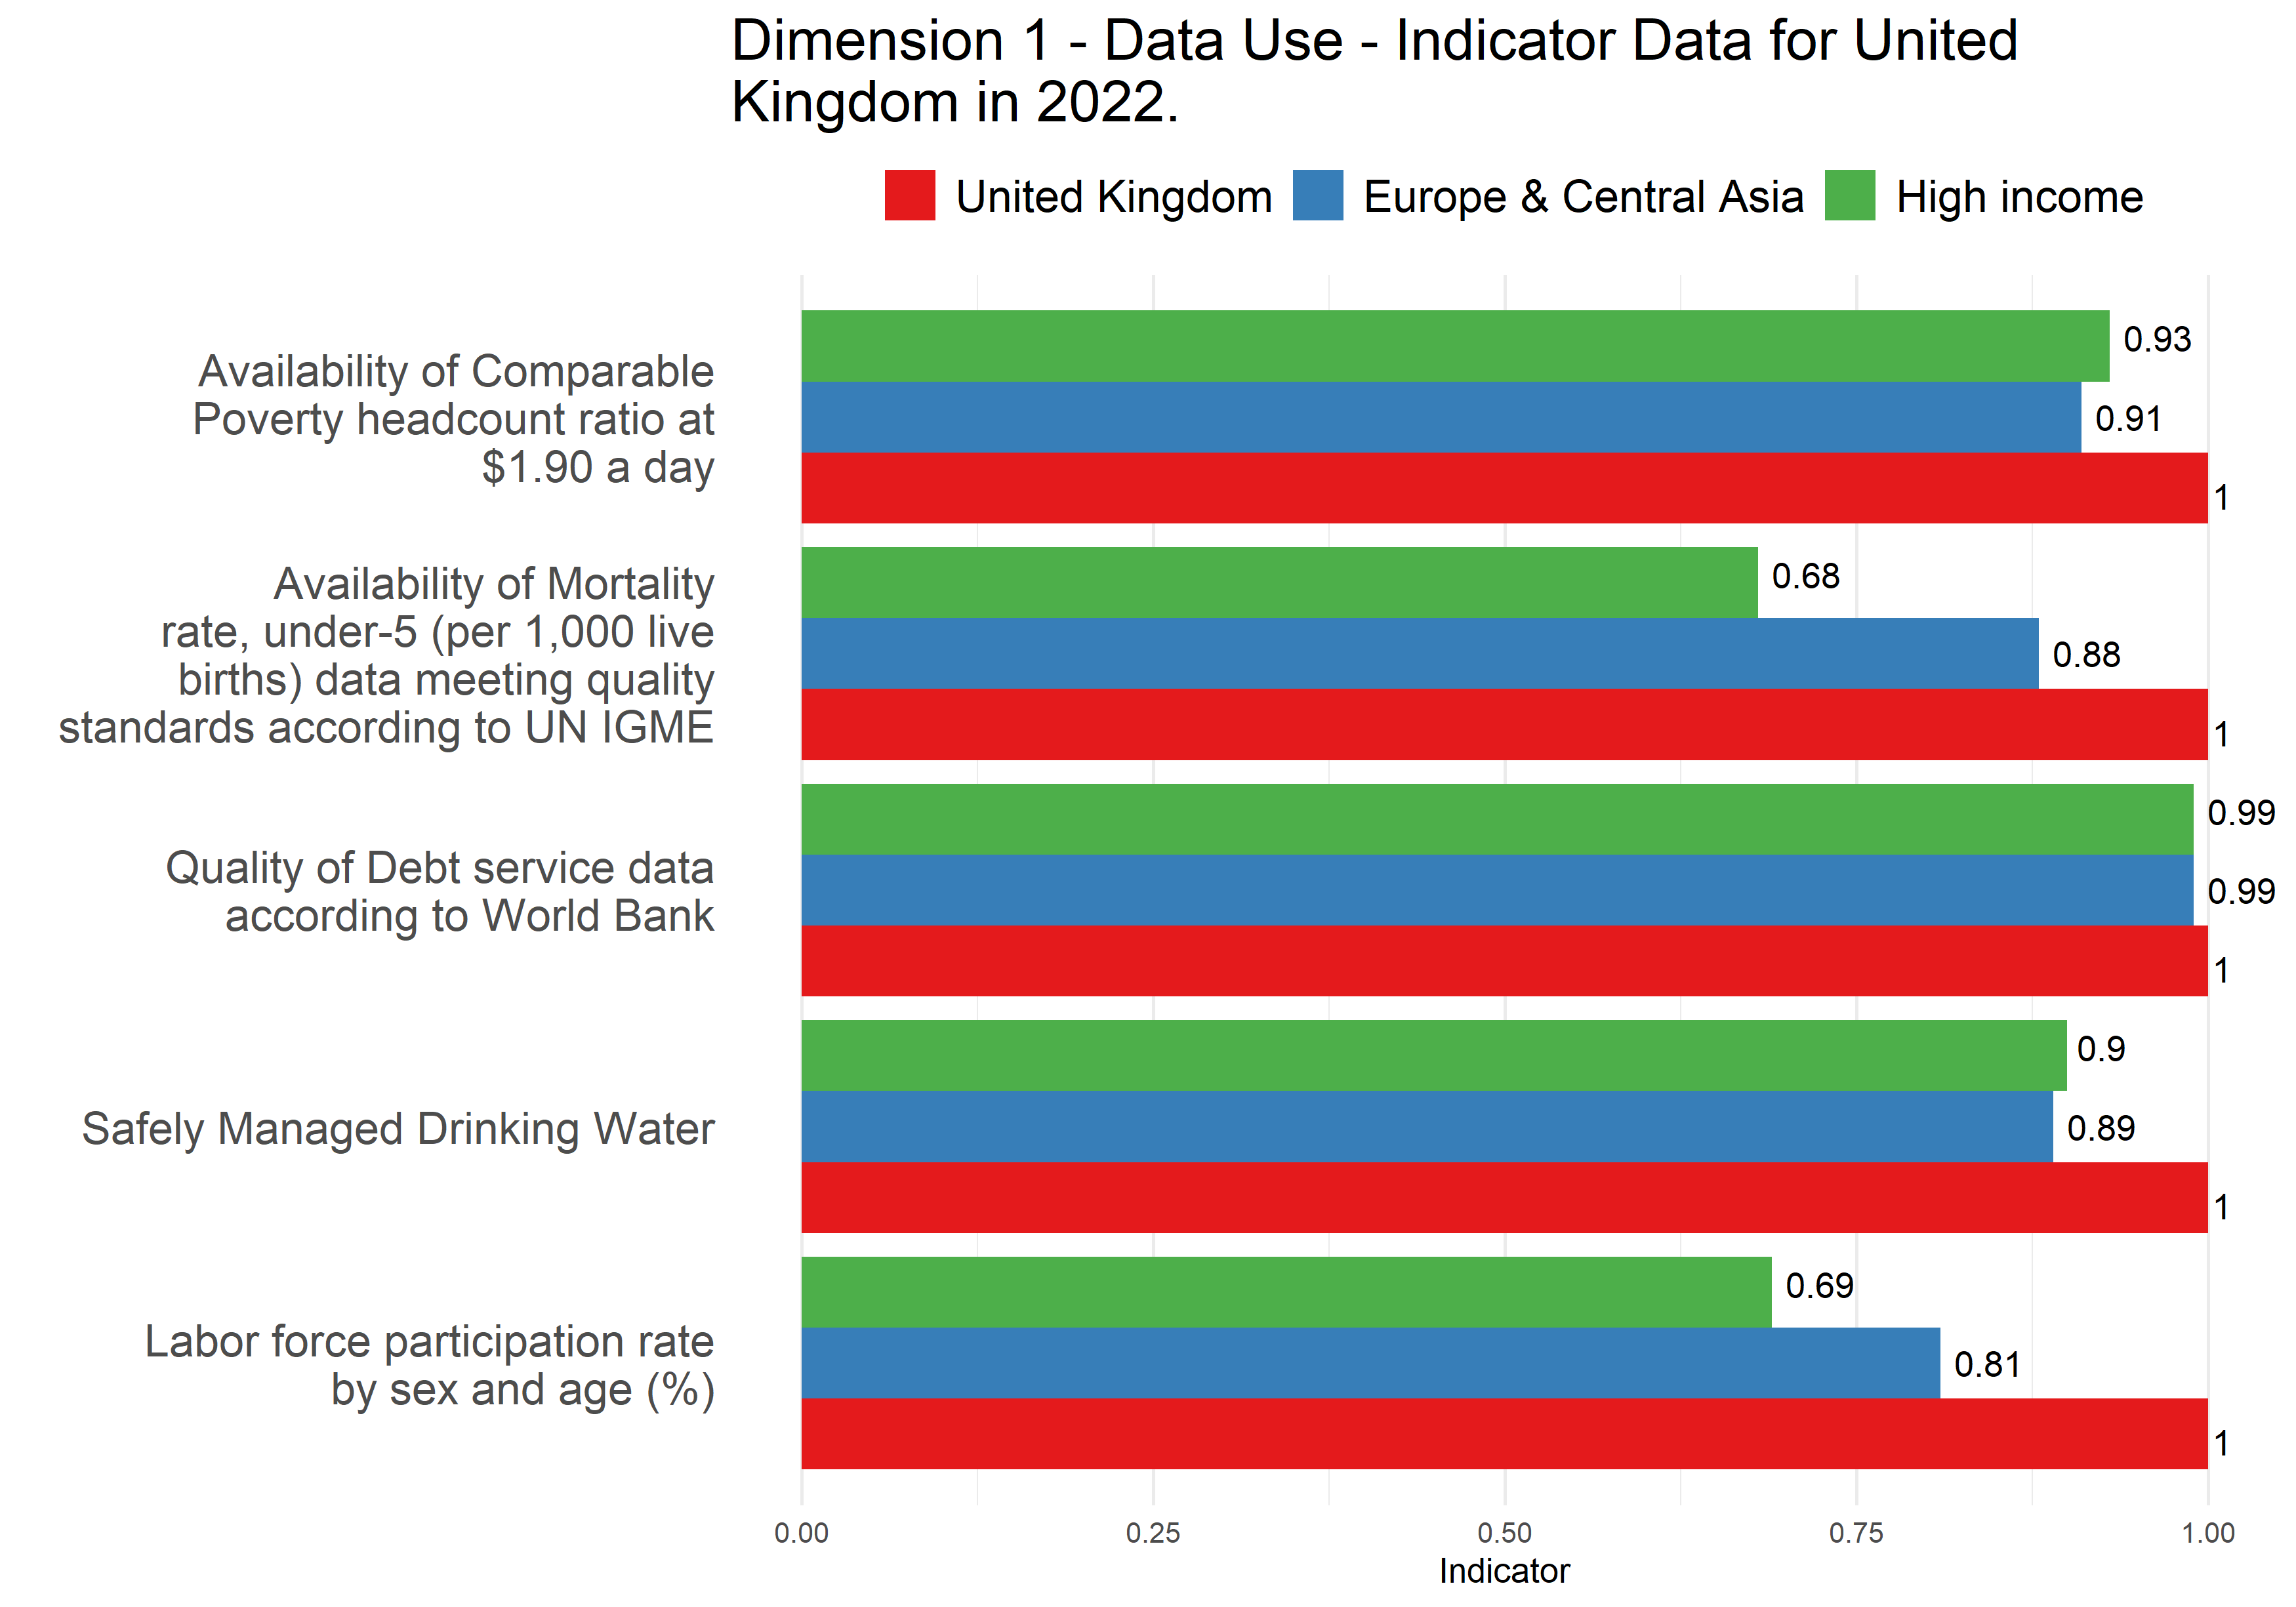 Dimension 1 - Data Use - Indicator Data for United
Kingdom in 2022.
United Kingdom
Europe & Central Asia
High income
Availability of Comparable
Poverty headcount ratio at
$1.90 a day
0.93
0.91
1
Availability of Mortality
rate, under-5 (per 1,000 live
births) data meeting quality
standards according to UN IGME
0.68
0.88
1
Quality of Debt service data
according to World Bank
0.99
0.99
1
Safely Managed Drinking Water
0.9
0.89
1
Labor force participation rate
by sex and age (%)
0.69
0.81
1
0.00
0.25
0.50
0.75
1.00
Indicator